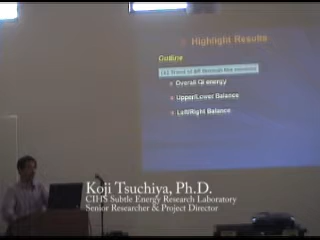 Highlight Results
Outline
Overall Qi energy
Upper/Lower Balance
Left/Right Balance
Koji Tsuchiya, Ph.D.
CIHS Subtle Energy Research Laboratory
Senior Researcher & Project Director